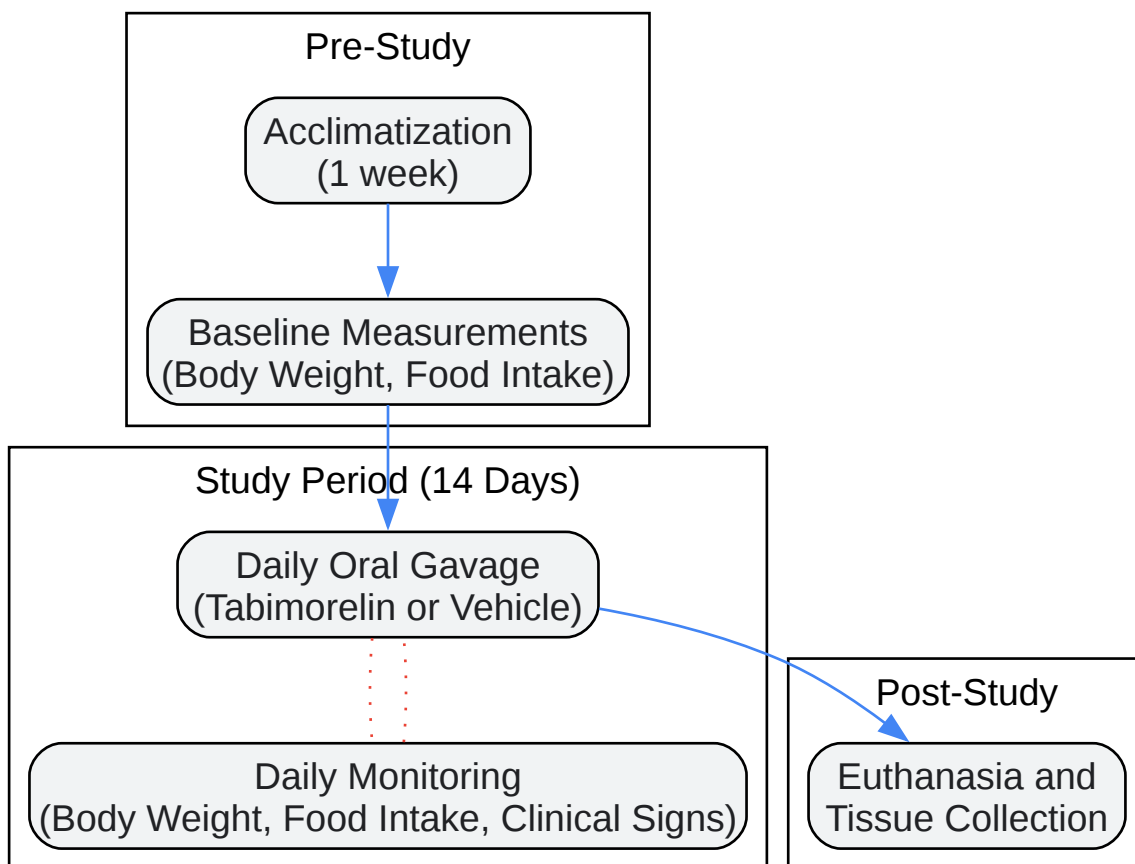 Pre-Study
Acclimatization
(1 week)
Baseline Measurements
(Body Weight, Food Intake)
Study Period (14 Days)
Daily Oral Gavage
(Tabimorelin or Vehicle)
Daily Monitoring
(Body Weight, Food Intake, Clinical Signs)
Post-Study
Euthanasia and
Tissue Collection